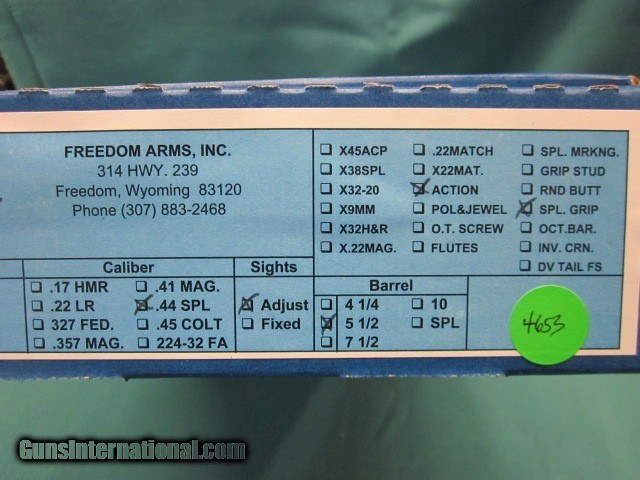 FREEDOM ARMS, INC.
314 HWY. 239
Freedom, Wyoming 83120
Phone (307) 883-2468
X45ACP .22MATCH SPL. MRKNG.
X38SPL X22MAT. GRIP STUD
X32-20 ACTION RND BUTT
X9MM POL&JEWEL SPL. GRIP
X32H&R O.T. SCREW OCT.BAR.
X.22MAG. FLUTES INV. CRN.
DV TAIL FS
Caliber
.17 HMR .41 MAG.
.22 LR .44 SPL
327 FED. .45 COLT
.357 MAG. 224-32 FA
Sights
Adjust
Fixed
Barrel
4 1/4 10
5 1/2 SPL
7 1/2
4653
GunsInternational.com